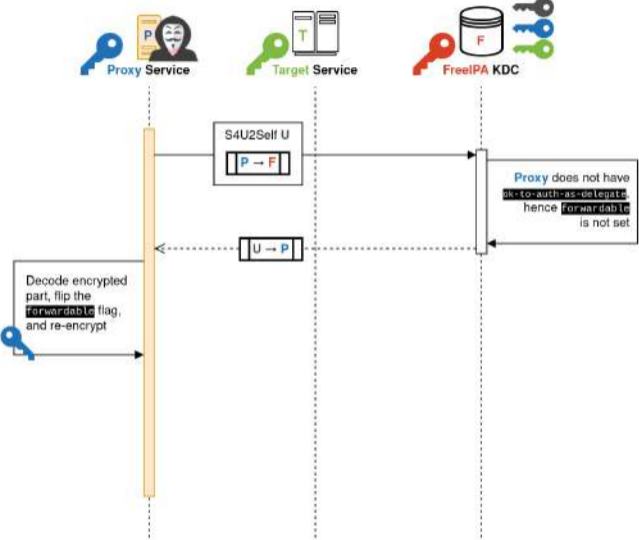 P
T
F
Proxy Service
Target Service
FreeIPA KDC
S4U2Self U
P → F
Proxy does not have
ok-to-auth-as-delegate,
hence forwardable
is not set
U → P
Decode encrypted
part, flip the
forwardable flag,
and re-encrypt